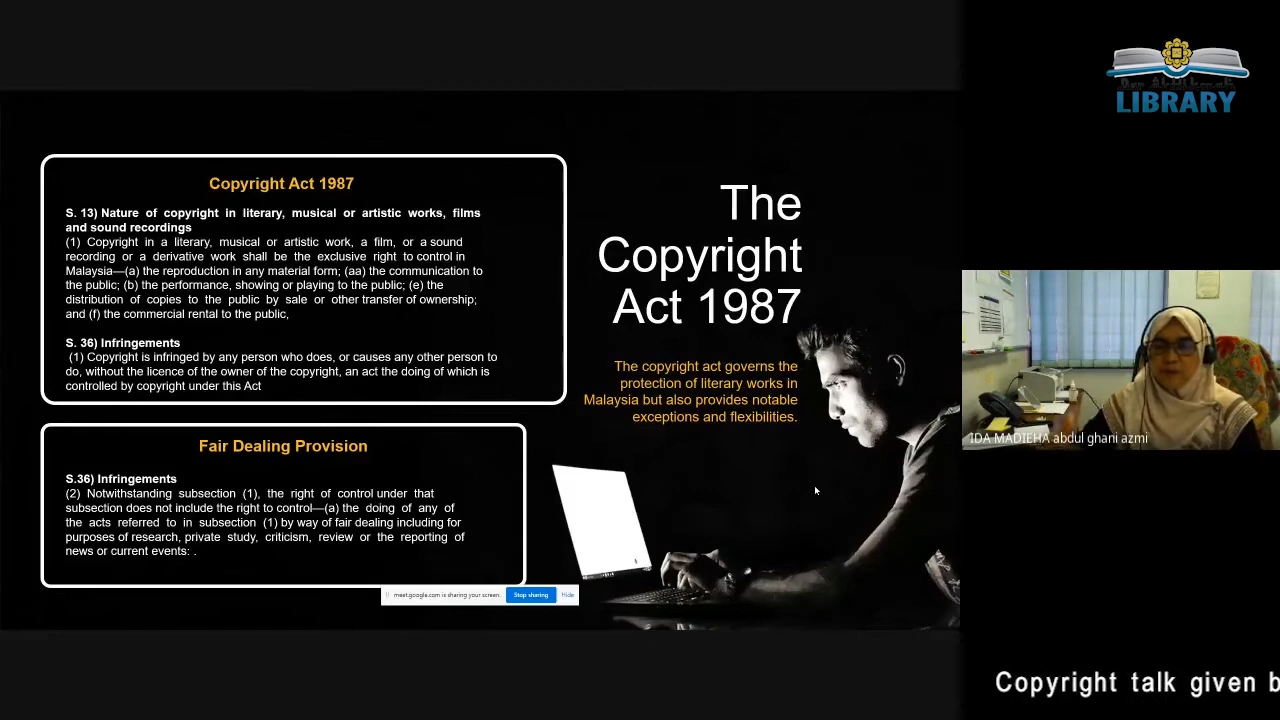 Copyright Act 1987
S. 13) Nature of copyright in literary, musical or artistic works, films
and sound recordings
(1) Copyright in a literary, musical or artistic work, a film, or a sound
recording or a derivative work shall be the exclusive right to control in
Malaysia—(a) the reproduction in any material form; (aa) the communication to
the public; (b) the performance, showing or playing to the public; (e) the
distribution of copies to the public by sale or other transfer of ownership;
and (f) the commercial rental to the public,
S. 36) Infringements
(1) Copyright is infringed by any person who does, or causes any other person to
do, without the licence of the owner of the copyright, an act the doing of which is
controlled by copyright under this Act
Fair Dealing Provision
S.36) Infringements
(2) Notwithstanding subsection (1), the right of control under that
subsection does not include the right to control—(a) the doing of any of
the acts referred to in subsection (1) by way of fair dealing including for
purposes of research, private study, criticism, review or the reporting of
news or current events: .
The
Copyright
Act 1987
The copyright act governs the
protection of literary works in
Malaysia but also provides notable
exceptions and flexibilities.
meet.google.com is sharing your screen.
Stop sharing
Hide
LIBRARY
IDA MADIEHA abdul ghani azmi
Copyright talk given b